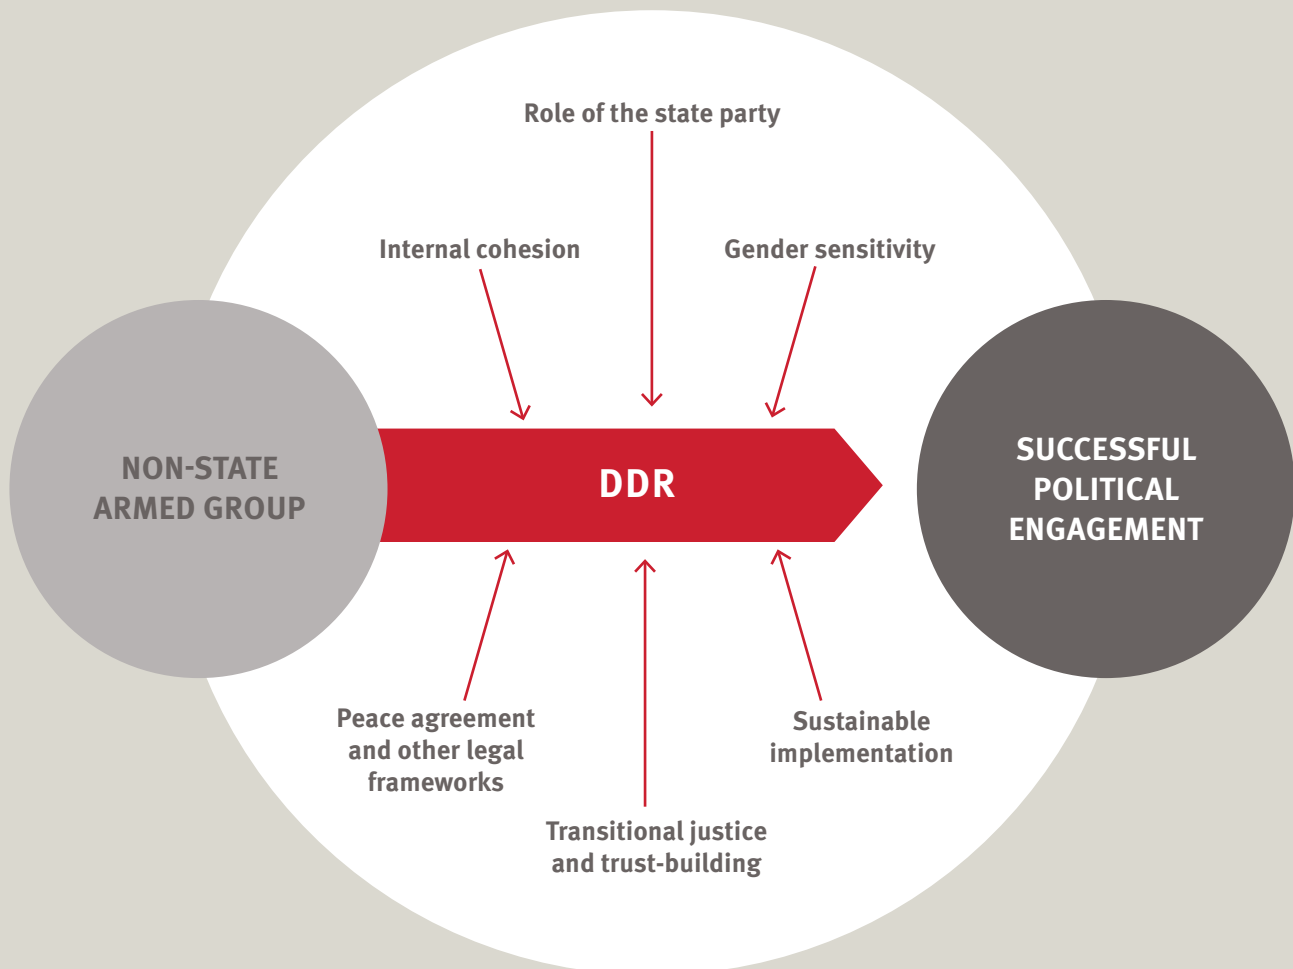 Role of the state party
Internal cohesion
Gender sensitivity
NON-STATE
ARMED GROUP
DDR
SUCCESSFUL
POLITICAL
ENGAGEMENT
Peace agreement
and other legal
frameworks
Sustainable
implementation
Transitional justice
and trust-building